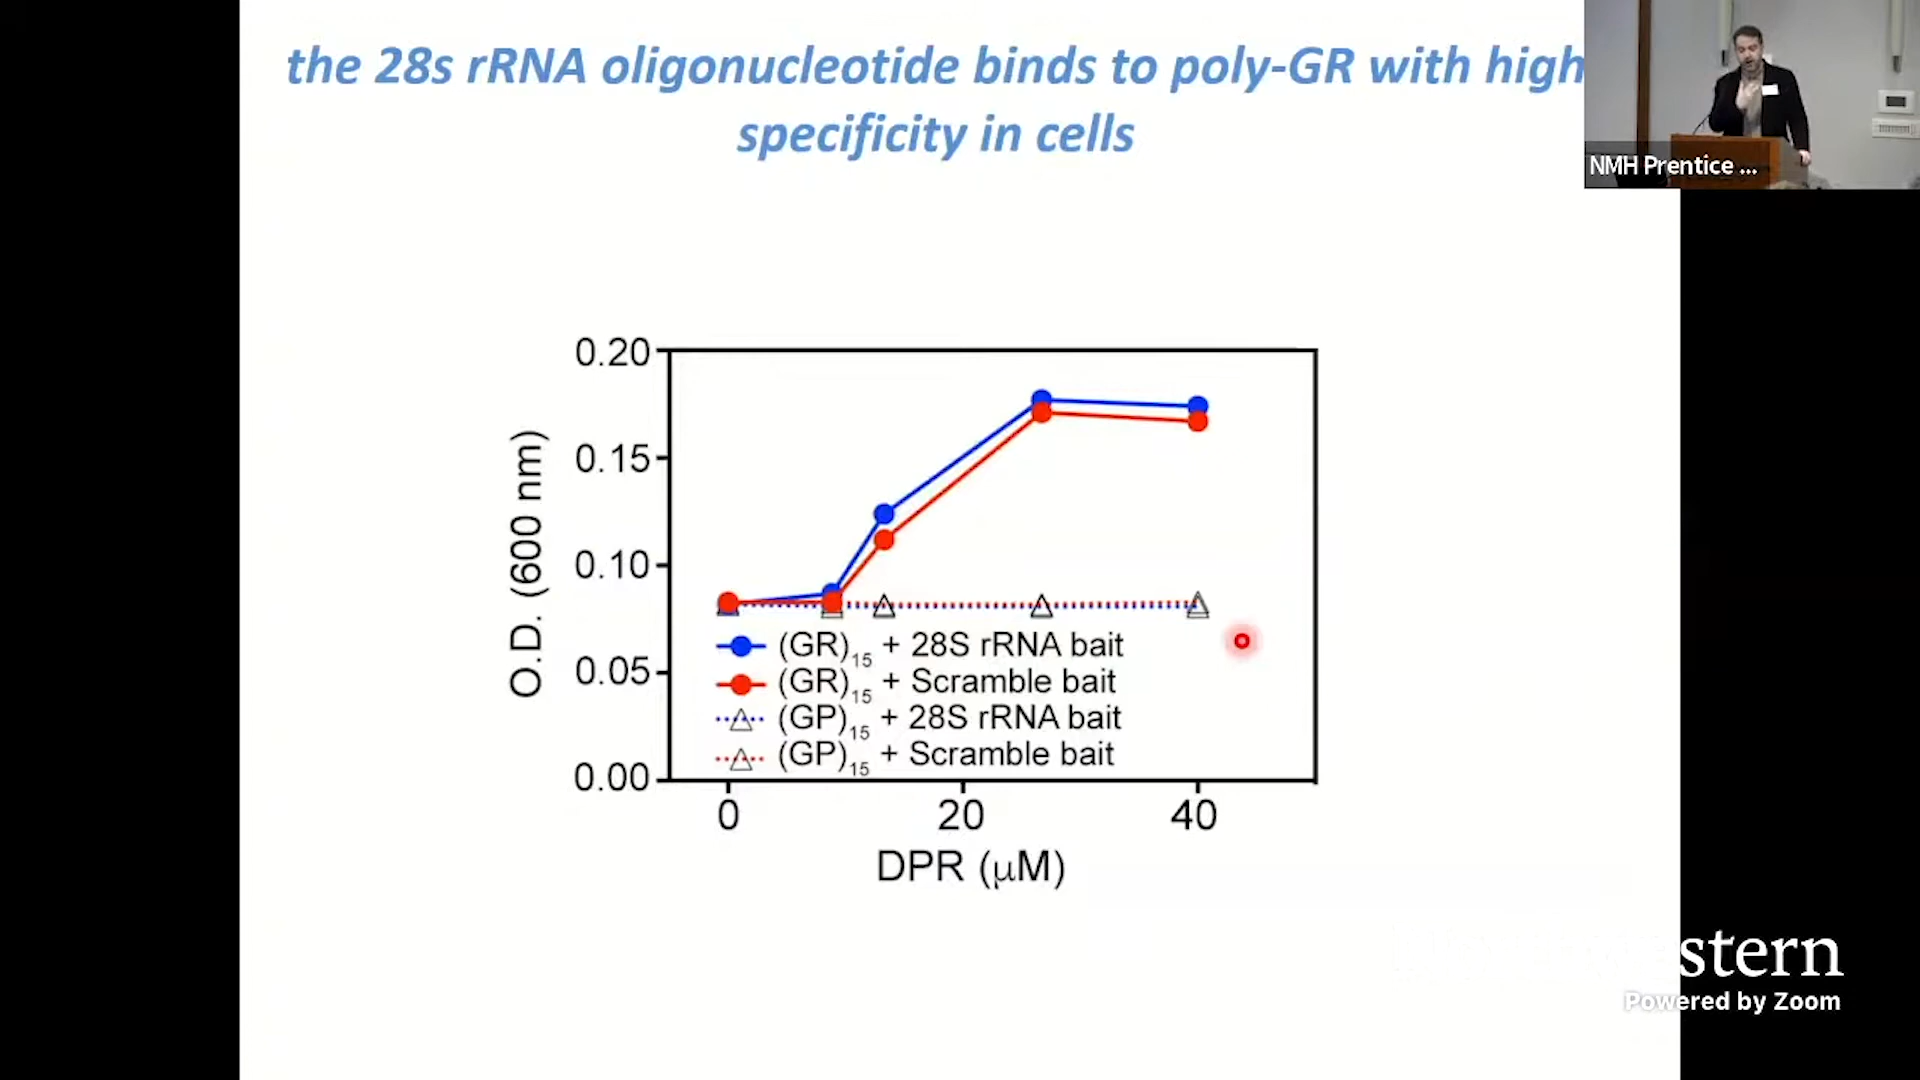 the 28s rRNA oligonucleotide binds to poly-GR with high
specificity in cells
NMH Prentice ...
0.20
0.15
0.10
0.05
0.00
O.D. (600 nm)
(GR)15 + 28S rRNA bait
(GR)15 + Scramble bait
(GP)15 + 28S rRNA bait
(GP)15 + Scramble bait
0 20 40
DPR (μM)
stern
Powered by Zoom